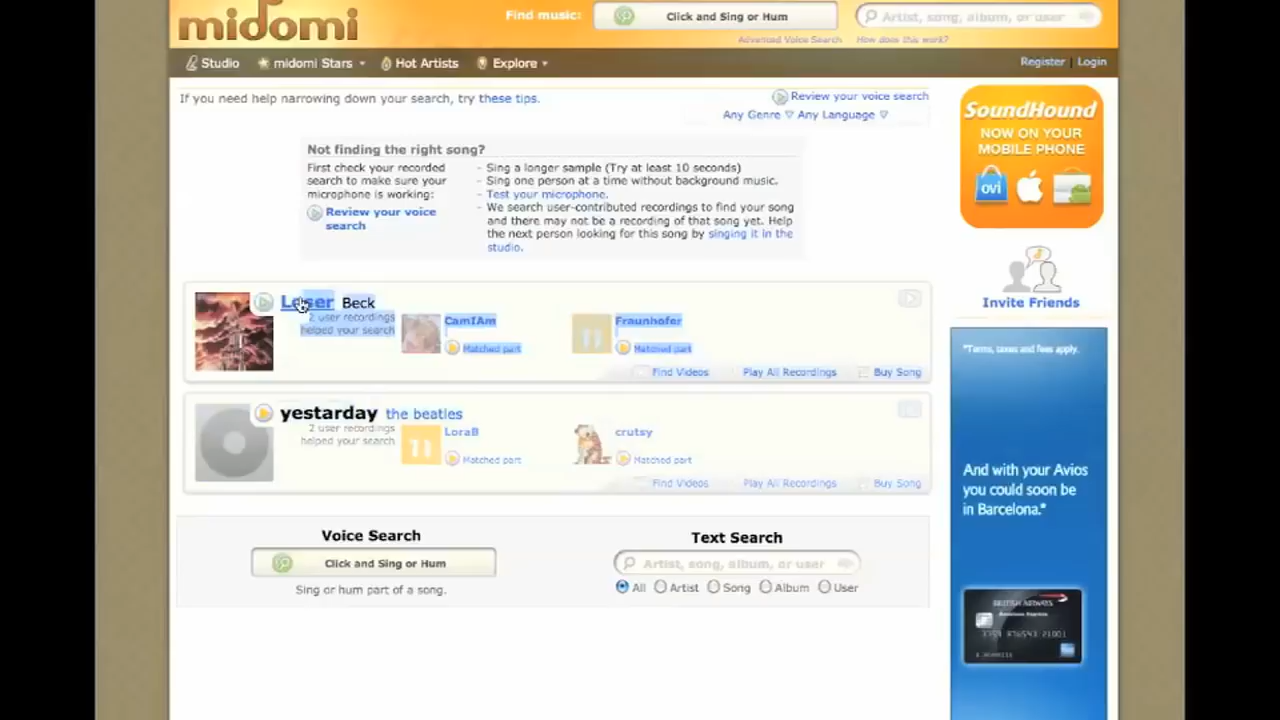 midomi
Find music:
Click and Sing or Hum
Artist, song, album, or user
Advanced Voice Search
How does this work?
Studio
midomi Stars
Hot Artists
Explore
Register | Login
If you need help narrowing down your search, try these tips.
Review your voice search
Any Genre
Any Language
Not finding the right song?
First check your recorded
search to make sure your
microphone is working:
Review your voice
search
- Sing a longer sample (Try at least 10 seconds)
- Sing one person at a time without background music.
- Test your microphone.
- We search user-contributed recordings to find your song
and there may not be a recording of that song yet. Help
the next person looking for this song by singing it in the
studio.
Loser Beck
2 user recordings
helped your search
CamIAm
Matched part
Fraunhofer
Matched part
Find Videos
Play All Recordings
Buy Song
yestarday the beatles
2 user recordings
helped your search
LoraB
Matched part
crutsy
Matched part
Find Videos
Play All Recordings
Buy Song
Voice Search
Click and Sing or Hum
Sing or hum part of a song.
Text Search
Artist, song, album, or user
All
Artist
Song
Album
User
SoundHound
NOW ON YOUR
MOBILE PHONE
ovi
Invite Friends
*Terms, taxes and fees apply.
And with your Avios
you could soon be
in Barcelona.*
BRITISH AIRWAYS